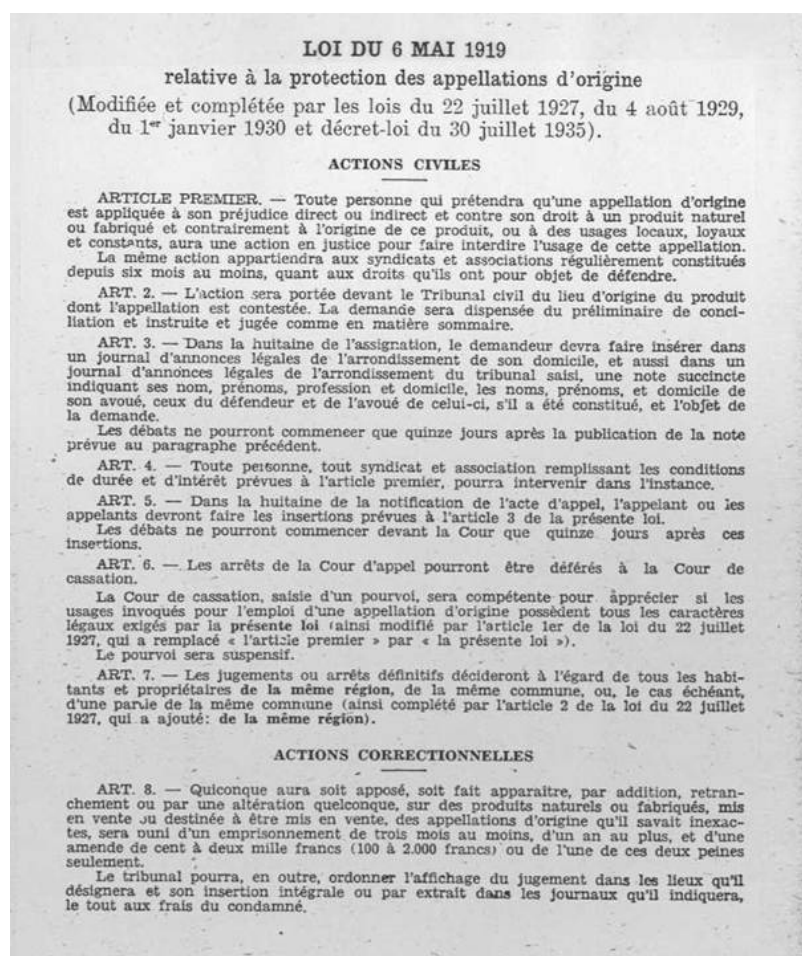 LOI DU 6 MAI 1919
relative à la protection des appellations d'origine
(Modifiée et complétée par les lois du 22 juillet 1927, du 4 août 1929,
du 1er janvier 1930 et décret-loi du 30 juillet 1935).
ACTIONS CIVILES
ARTICLE PREMIER. — Toute personne qui prétendra qu'une appellation d'origine
est appliquée à son préjudice direct ou indirect et contre son droit à un produit naturel
ou fabriqué et contrairement à l'origine de ce produit, ou à des usages locaux, loyaux
et constants, aura une action en justice pour faire interdire l'usage de cette appellation.
La même action appartiendra aux syndicats et associations régulièrement constitués
depuis six mois au moins, quant aux droits qu'ils ont pour objet de défendre.
ART. 2. — L'action sera portée devant le Tribunal civil du lieu d'origine du produit
dont l'appellation est contestée. La demande sera dispensée du préliminaire de conci-
liation et instruite et jugée comme en matière sommaire.
ART. 3. — Dans la huitaine de l'assignation, le demandeur devra faire insérer dans
un journal d'annonces légales de l'arrondissement de son domicile, et aussi dans un
journal d'annonces légales de l'arrondissement du tribunal saisi, une note succincte
indiquant ses nom, prénoms, profession et domicile, les noms, prénoms, et domicile de
son avoué, ceux du défendeur et de l'avoué de celui-ci, s'il a été constitué, et l'objet de
la demande.
Les débats ne pourront commencer que quinze jours après la publication de la note
prévue au paragraphe précédent.
ART. 4. — Toute personne, tout syndicat et association remplissant les conditions
de durée et d'intérêt prévues à l'article premier, pourra intervenir dans l'instance.
ART. 5. — Dans la huitaine de la notification de l'acte d'appel, l'appelant ou les
appelants devront faire les insertions prévues à l'article 3 de la présente loi.
Les débats ne pourront commencer devant la Cour que quinze jours après ces
insertions.
ART. 6. — Les arrêts de la Cour d'appel pourront être déférés à la Cour de
cassation.
La Cour de cassation, saisie d'un pourvoi, sera compétente pour apprécier si les
usages invoqués pour l'emploi d'une appellation d'origine possèdent tous les caractères
légaux exigés par la présente loi (ainsi modifié par l'article 1er de la loi du 22 juillet
1927, qui a remplacé « l'article premier » par « la présente loi »).
Le pourvoi sera suspensif.
ART. 7. — Les jugements ou arrêts définitifs décideront à l'égard de tous les habi-
tants et propriétaires de la même région, de la même commune, ou, le cas échéant,
d'une partie de la même commune (ainsi complété par l'article 2 de la loi du 22 juillet
1927, qui a ajouté: de la même région).
ACTIONS CORRECTIONNELLES
ART. 8. — Quiconque aura soit apposé, soit fait apparaître, par addition, retran-
chement ou par une altération quelconque, sur des produits naturels ou fabriqués, mis
en vente ou destinée à être mis en vente, des appellations d'origine qu'il savait inexac-
tes, sera puni d'un emprisonnement de trois mois au moins, d'un an au plus, et d'une
amende de cent à deux mille francs (100 à 2.000 francs) ou de l'une de ces deux peines
seulement.
Le tribunal pourra, en outre, ordonner l'affichage du jugement dans les lieux qu'il
désignera et son insertion intégrale ou par extrait dans les journaux qu'il indiquera,
le tout aux frais du condamné.